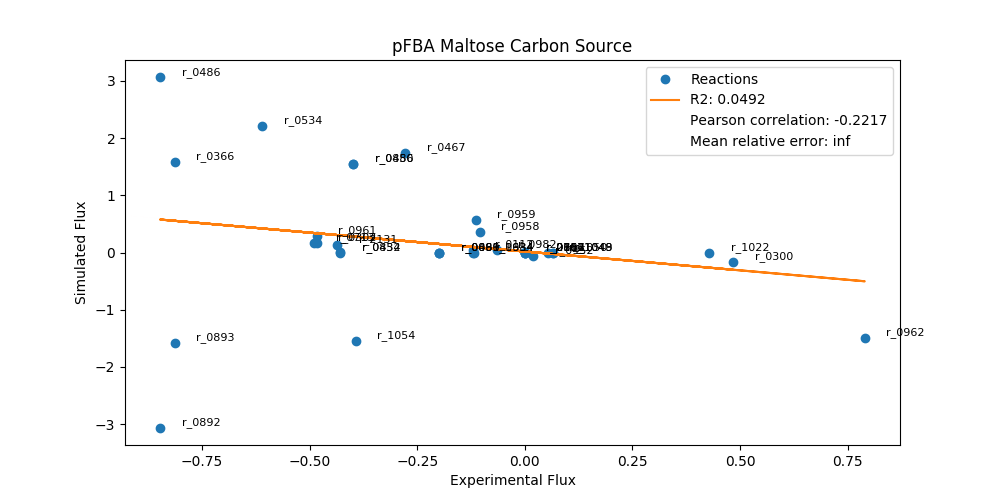 pFBA Maltose Carbon Source
Reactions
R2: 0.0492
Pearson correlation: -0.2217
Mean relative error: inf
r_0486
r_0534
r_0366
r_0467
r_0959
r_0958
r_0961
r_1022
r_0300
r_0893
r_1054
r_0962
r_0892
3
2
1
0
−1
−2
−3
Simulated Flux
−0.75
−0.50
−0.25
0.00
0.25
0.50
0.75
Experimental Flux